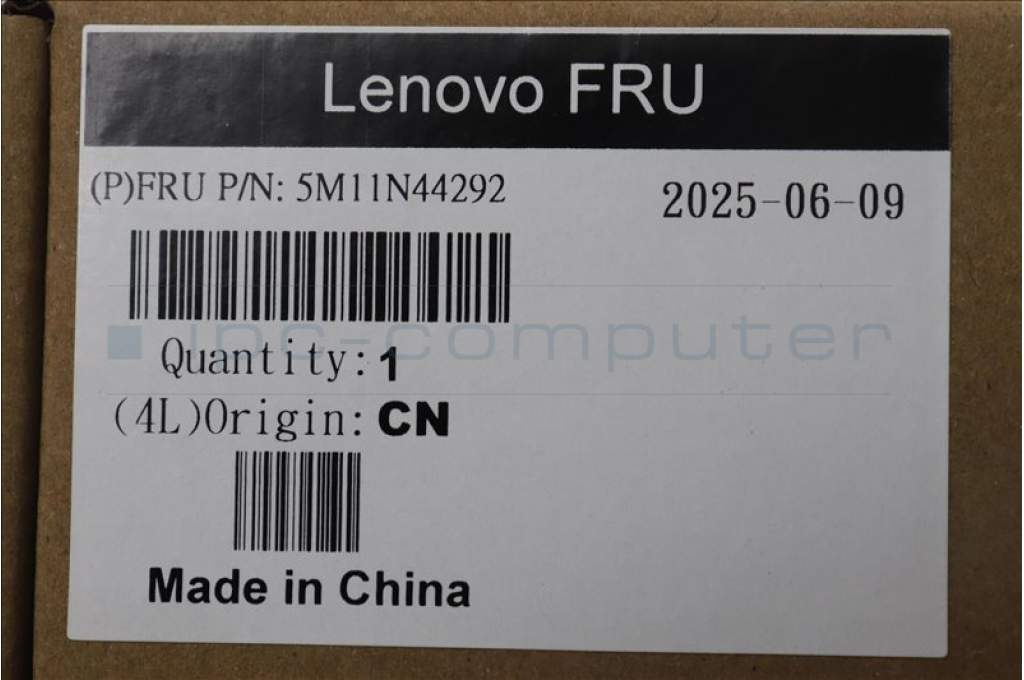 Lenovo FRU
(P)FRU P/N: 5M11N44292
2025-06-09
ipc-computer
Quantity: 1
(4L)Origin: CN
Made in China